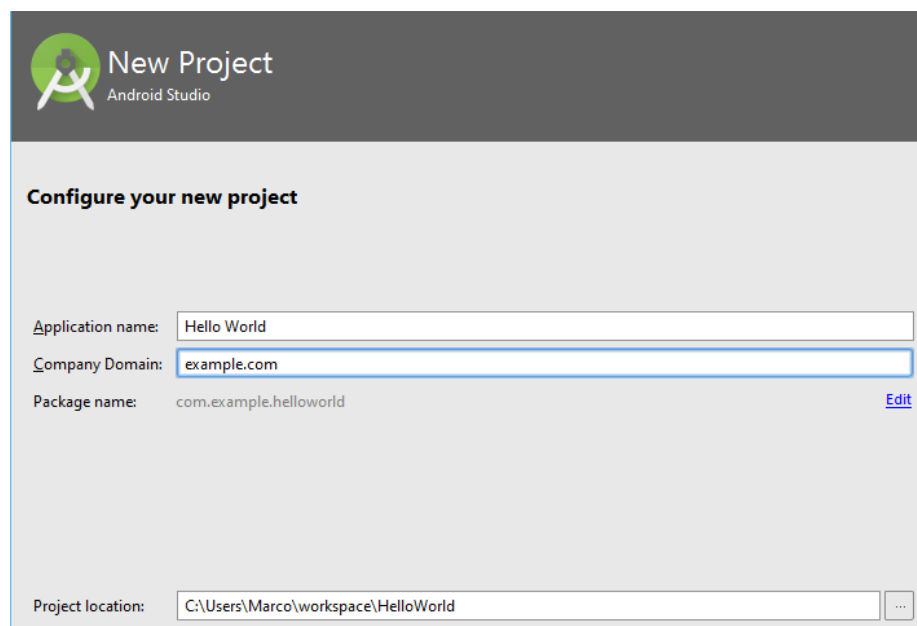 New Project
Android Studio
Configure your new project
Application name: Hello World
Company Domain: example.com
Package name: com.example.helloworld Edit
Project location: C:\Users\Marco\workspace\HelloWorld ...